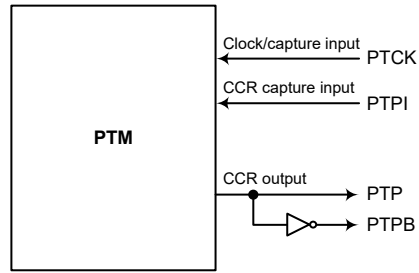 Clock/capture input
PTCK
CCR capture input
PTPI
PTM
CCR output
PTP
PTPB